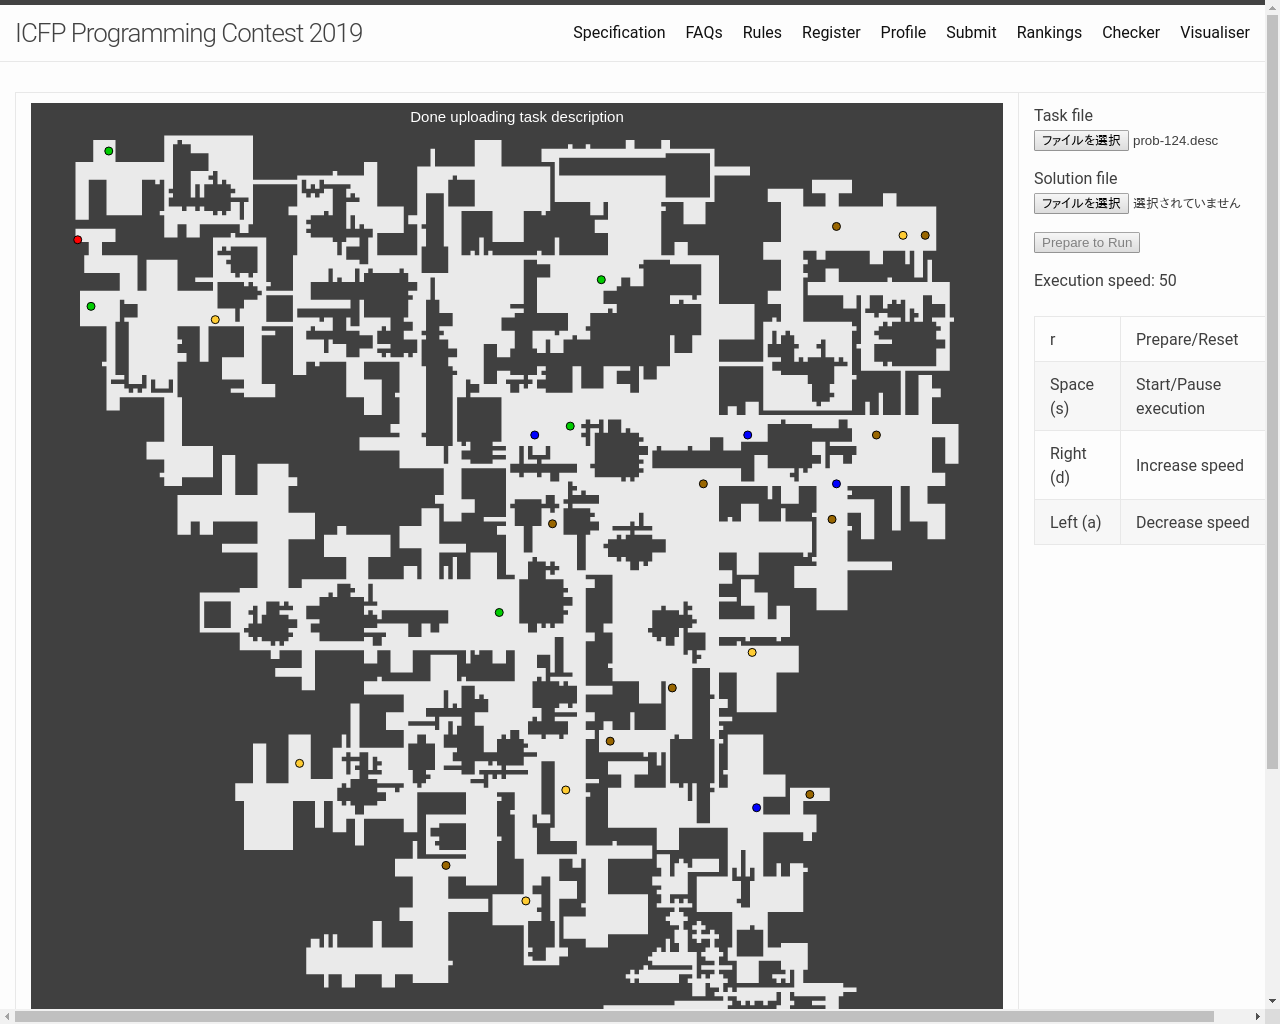 ICFP Programming Contest 2019
Specification FAQs Rules Register Profile Submit Rankings Checker Visualiser
Done uploading task description
Task file
ファイルを選択 prob-124.desc
Solution file
ファイルを選択 選択されていません
Prepare to Run
Execution speed: 50
r Prepare/Reset
Space (s) Start/Pause execution
Right (d) Increase speed
Left (a) Decrease speed